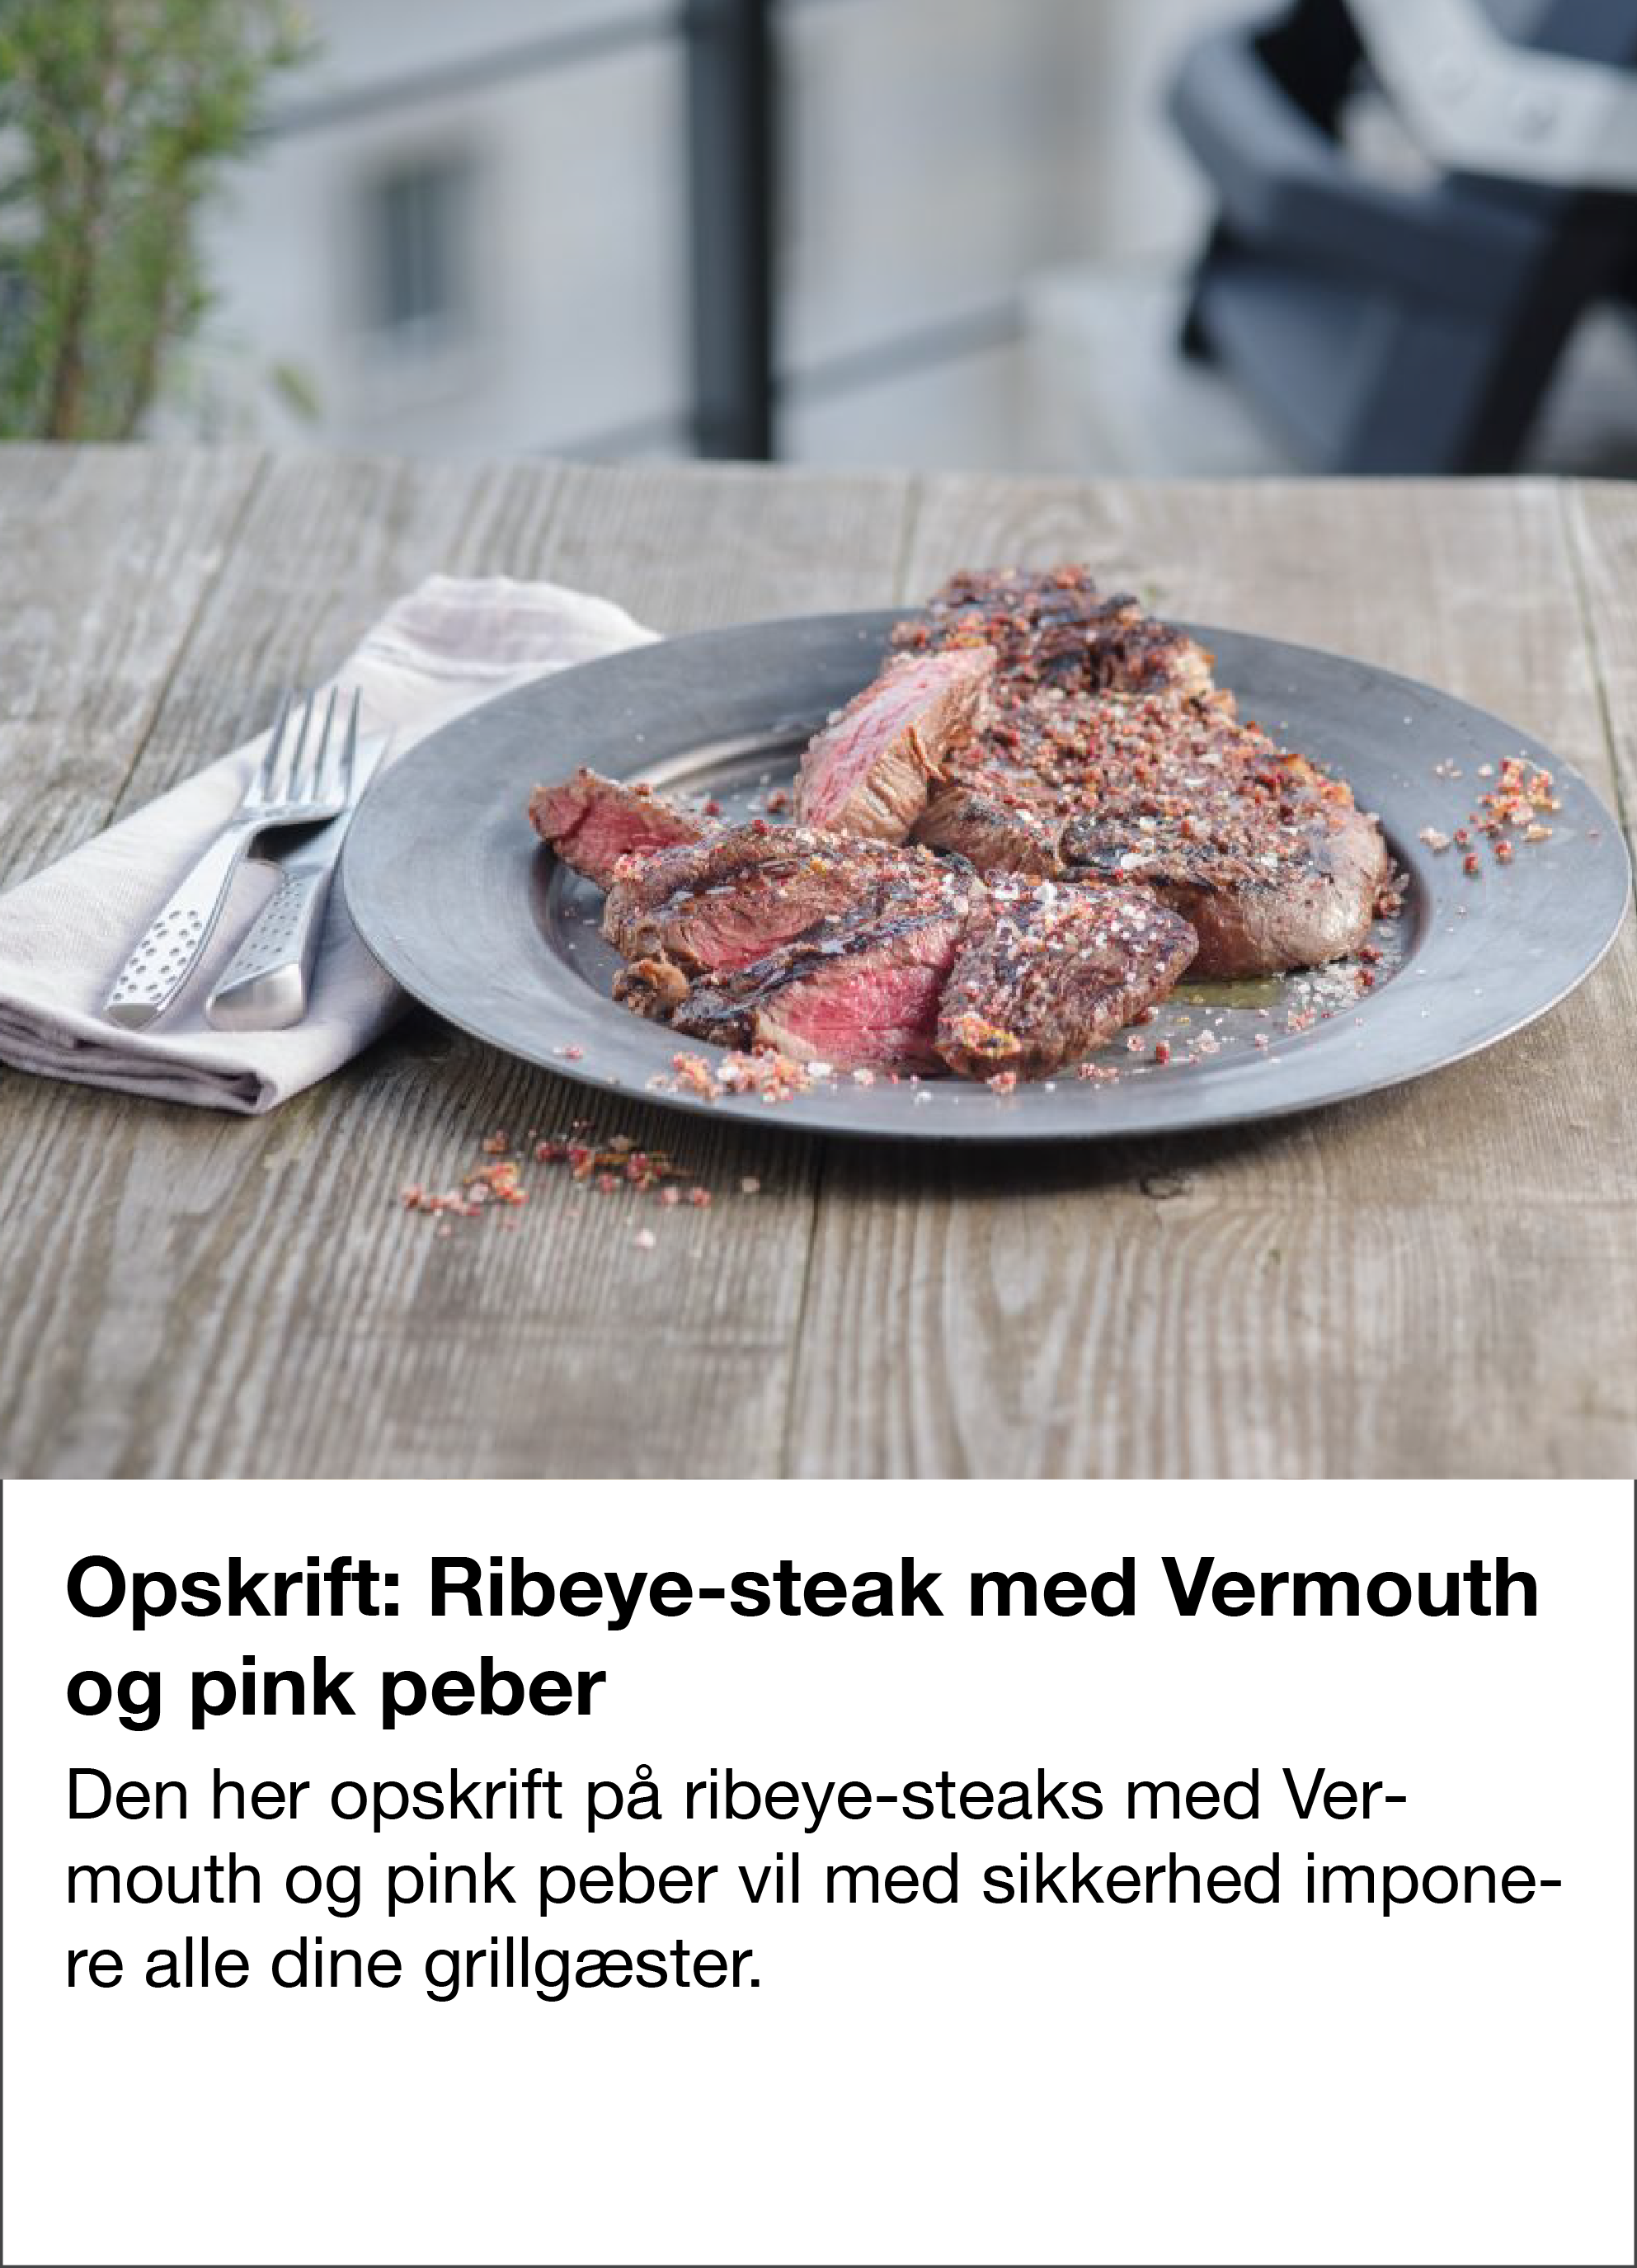 Opskrift: Ribeye-steak med Vermouth
og pink peber
Den her opskrift på ribeye-steaks med Ver-
mouth og pink peber vil med sikkerhed impone-
re alle dine grillgæster.